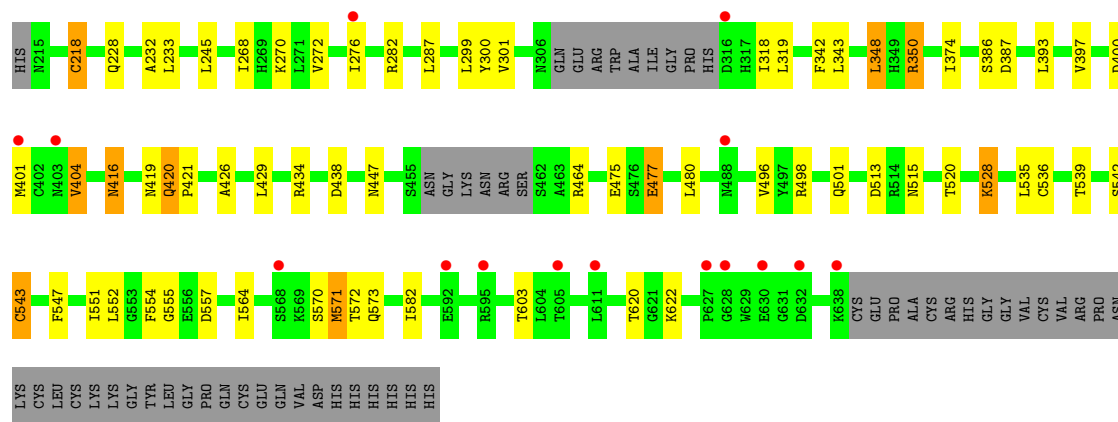 HIS N215 C218 Q228 A232 L233 L245 I268 H269 K270 L271 V272 I276 R282 L287 L299 Y300 V301 N306 GLN GLU ARG TRP ALA ILE GLY PRO HIS D316 H317 I318 L319 F342 L343 L348 H349 R350 I374 S386 D387 L393 V397 D400
M401 C402 N403 V404 N416 N419 Q420 P421 A426 L429 R434 D438 N447 S455 ASN GLY LYS ASN ARG SER S462 A463 R464 E475 S476 E477 L480 N488 V496 Y497 R498 Q501 D513 R514 N515 T520 K528 L535 C536 T539 S542
C543 F547 I551 L552 G553 F554 G555 E556 D557 I564 S568 K569 S570 M571 T572 Q573 I582 E592 R595 T603 L604 T605 L611 T620 G621 K622 P627 G628 W629 E630 G631 D632 K638 CYS GLU PRO ALA CYS ARG HIS GLY GLY VAL CYS VAL ARG PRO ASN
LYS CYS LEU CYS LYS LYS GLY TYR LEU GLY PRO GLN CYS GLU GLN VAL ASP HIS HIS HIS HIS HIS HIS